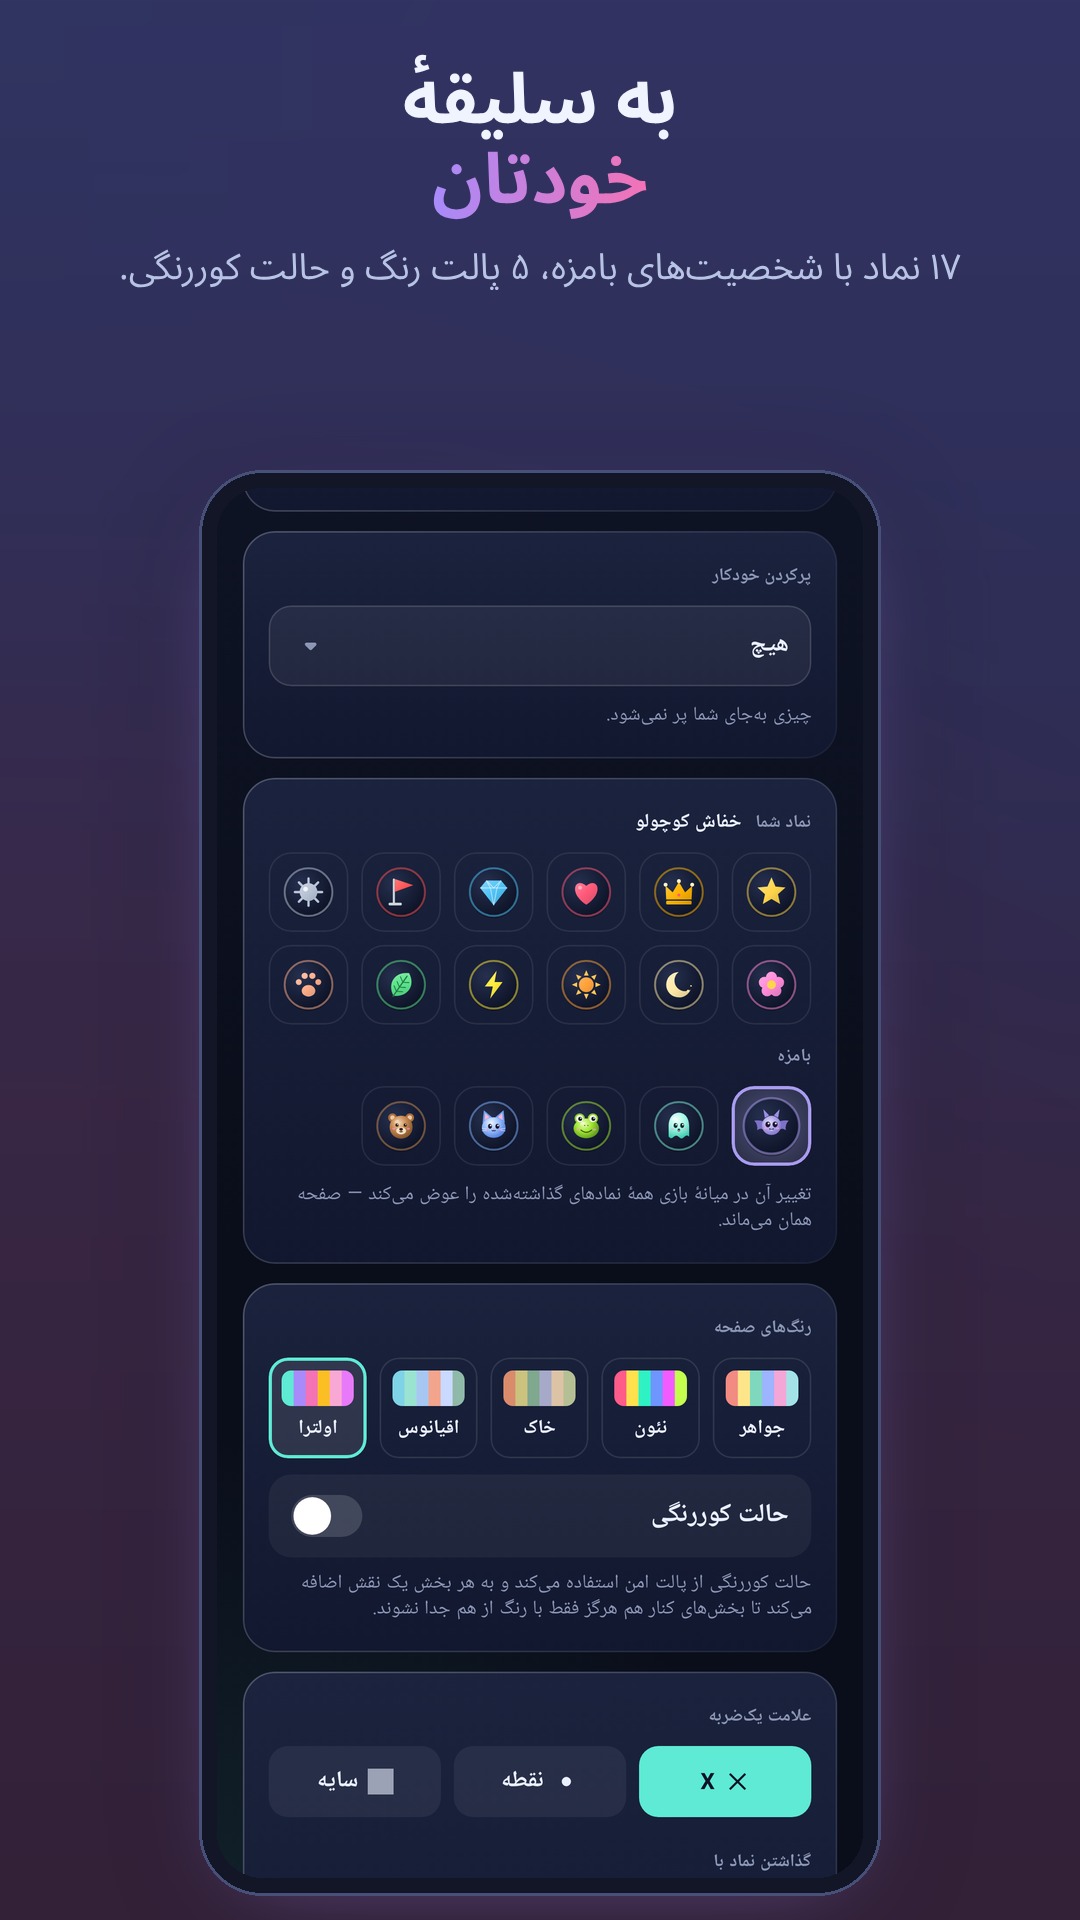 به سلیقهٔ
خودتان
۱۷ نماد با شخصیت‌های بامزه، ۵ پالت رنگ و حالت کوررنگی.
پرکردن خودکار
هیچ
چیزی به‌جای شما پر نمی‌شود.
نماد شما خفاش کوچولو
بامزه
تغییر آن در میانهٔ بازی همهٔ نمادهای گذاشته‌شده را عوض می‌کند — صفحه
همان می‌ماند.
رنگ‌های صفحه
جواهر نئون خاک اقیانوس اولترا
حالت کوررنگی
حالت کوررنگی از پالت امن استفاده می‌کند و به هر بخش یک نقش اضافه
می‌کند تا بخش‌های کنار هم هرگز فقط با رنگ از هم جدا نشوند.
علامت یک‌ضربه
X نقطه سایه
گذاشتن نماد با